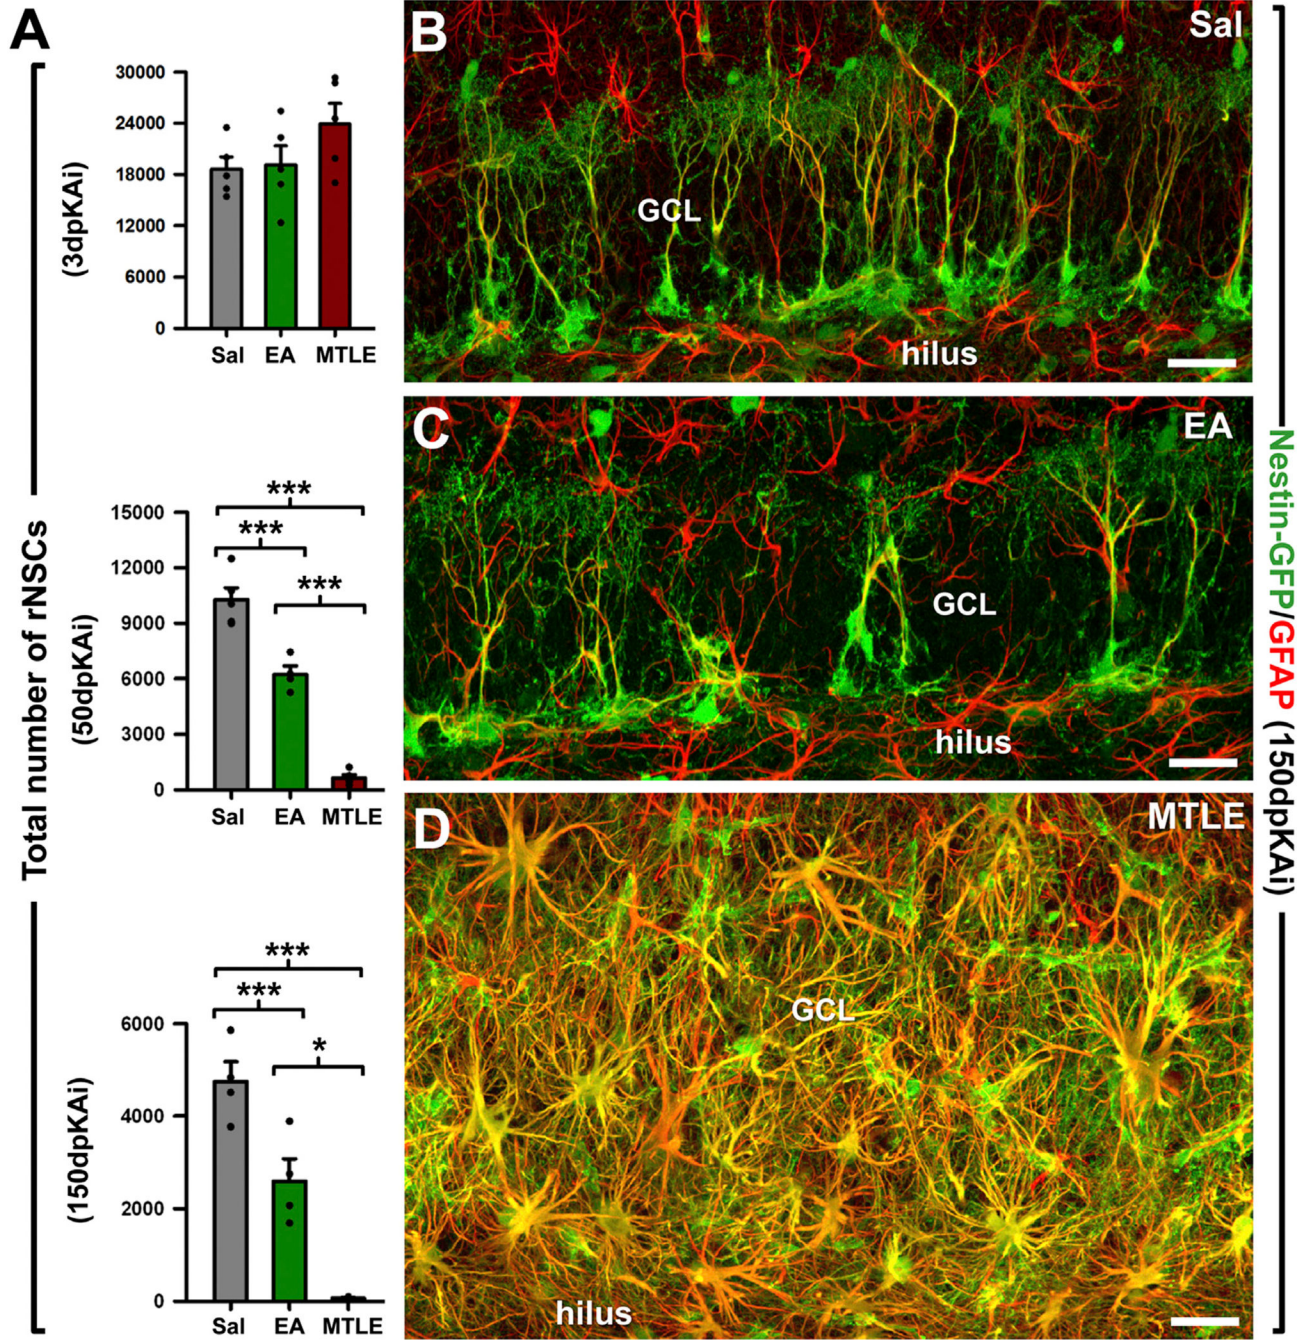 A
Total number of rNSCs
(3dpKAi)
30000
24000
18000
12000
6000
0
Sal EA MTLE
(50dpKAi)
***
***
***
15000
12000
9000
6000
3000
0
Sal EA MTLE
(150dpKAi)
***
***
*
6000
4000
2000
0
Sal EA MTLE
B
Sal
GCL
hilus
C
EA
GCL
hilus
D
MTLE
GCL
hilus
Nestin-GFP/GFAP (150dpKAi)